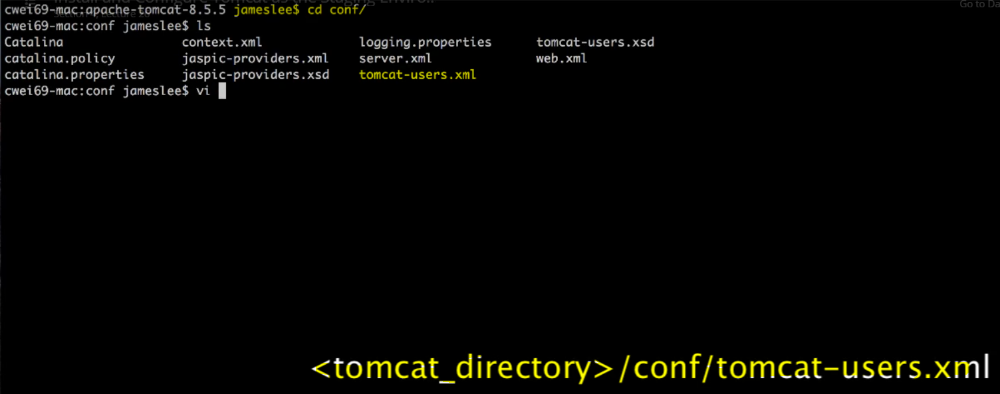 Install and Configure Tomcat as the Staging Enviro..
Go to Da
cwei69-mac:apache-tomcat-8.5.5 jameslee$ cd conf/
cwei69-mac:conf jameslee$ ls
Catalina context.xml logging.properties tomcat-users.xsd
catalina.policy jaspic-providers.xml server.xml web.xml
catalina.properties jaspic-providers.xsd tomcat-users.xml
cwei69-mac:conf jameslee$ vi
<tomcat_directory>/conf/tomcat-users.xml